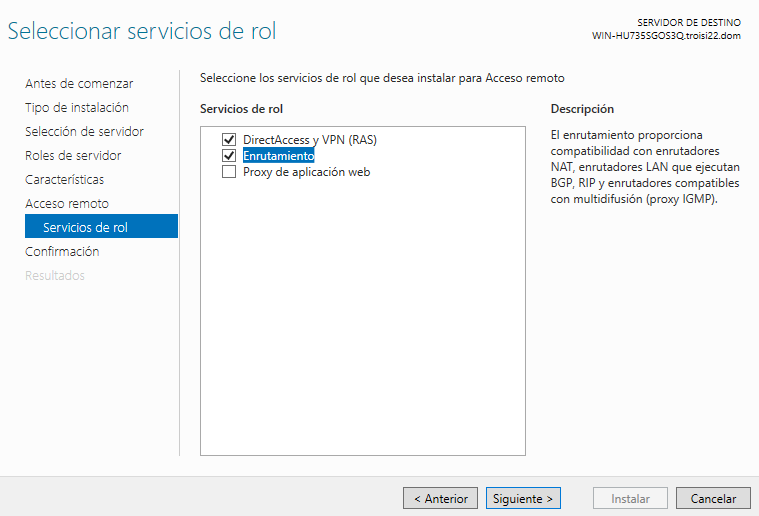 Seleccionar servicios de rol
SERVIDOR DE DESTINO
WIN-HU735SGOS3Q.troisi22.dom
Antes de comenzar
Tipo de instalación
Selección de servidor
Roles de servidor
Características
Acceso remoto
Servicios de rol
Confirmación
Resultados
Seleccione los servicios de rol que desea instalar para Acceso remoto
Servicios de rol
DirectAccess y VPN (RAS)
Enrutamiento
Proxy de aplicación web
Descripción
El enrutamiento proporciona
compatibilidad con enrutadores
NAT, enrutadores LAN que ejecutan
BGP, RIP y enrutadores compatibles
con multidifusión (proxy IGMP).
< Anterior
Siguiente >
Instalar
Cancelar